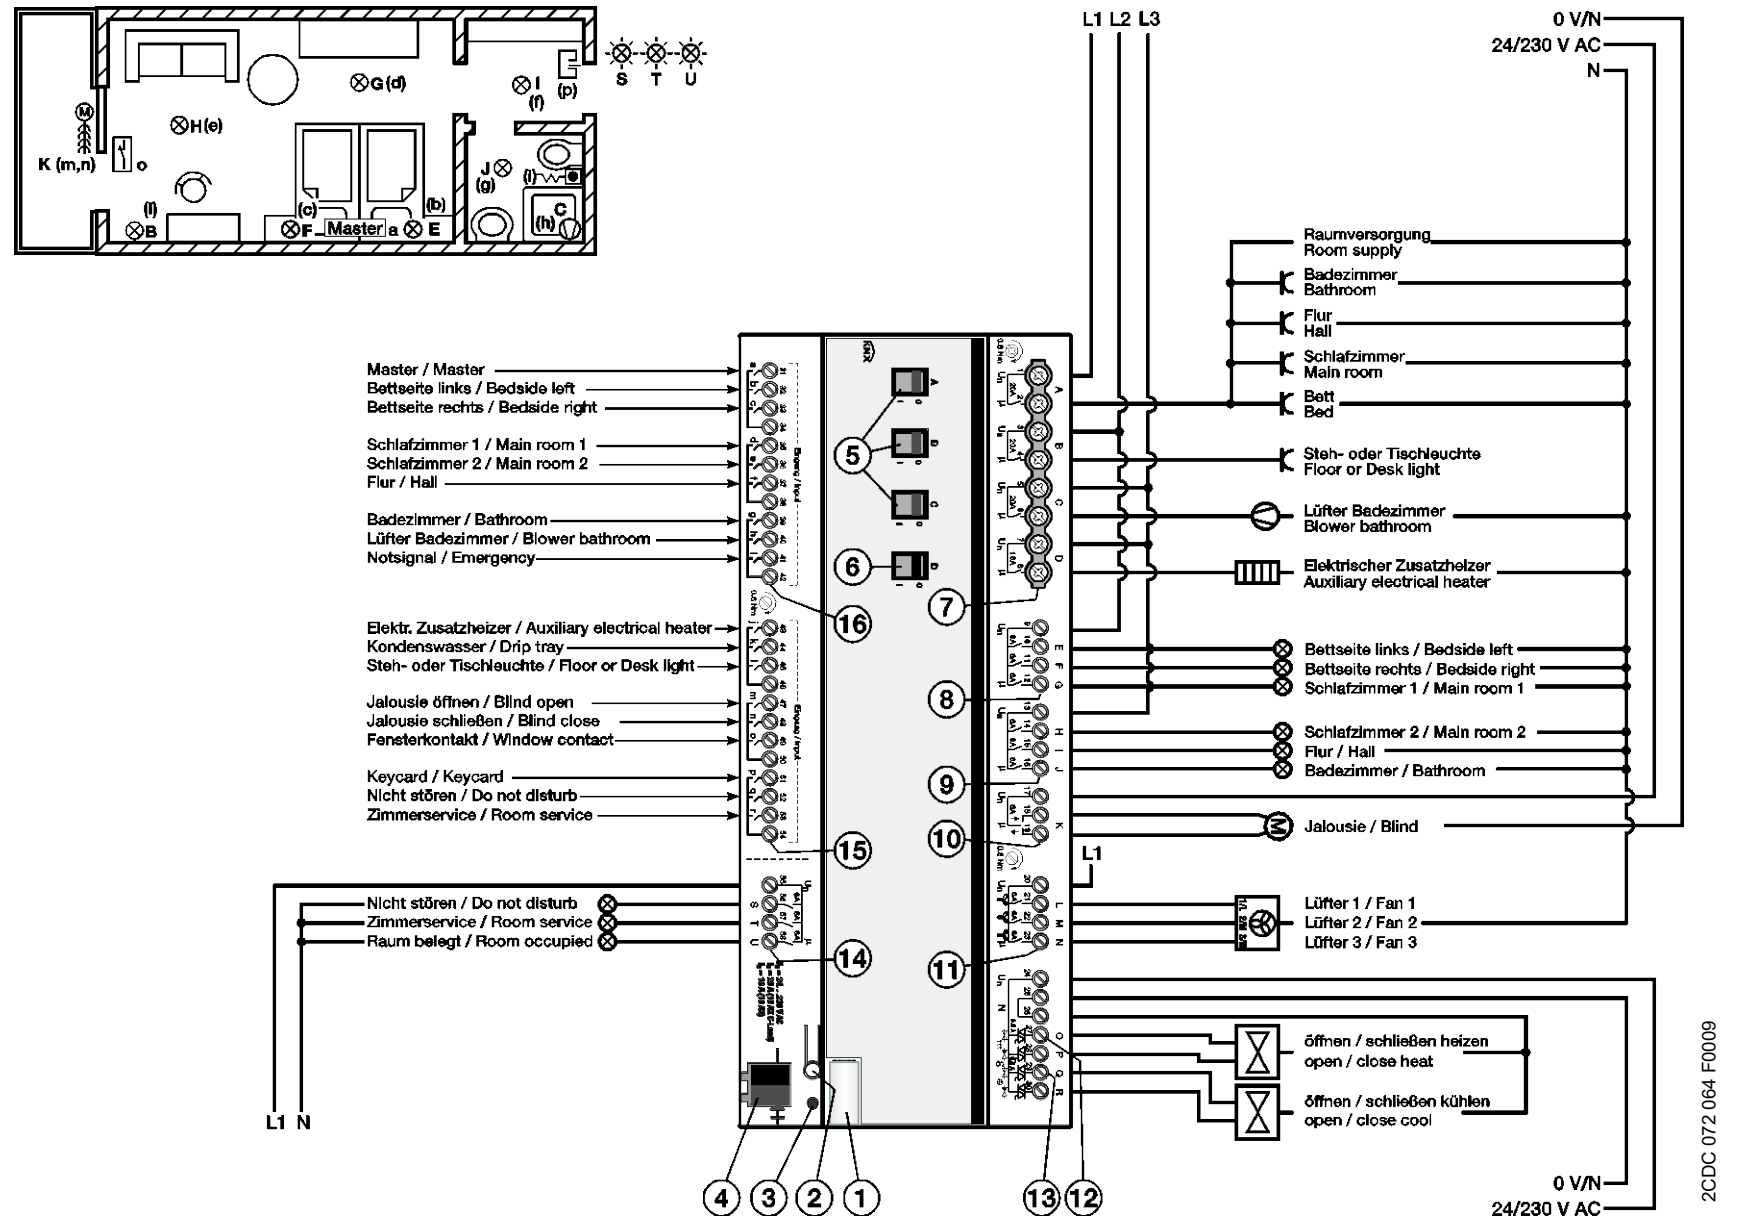 L1 L2 L3
0 V/N
24/230 V AC
N
S T U
G (d)
I
(f)
(p)
M
H (e)
K (m,n)
o
J
(g)
(i)
(l)
B
(c)
(b)
C
(h)
F
Master a
E
Raumversorgung
Room supply
Badezimmer
Bathroom
Flur
Hall
Schlafzimmer
Main room
Bett
Bed
Steh- oder Tischleuchte
Floor or Desk light
Lüfter Badezimmer
Blower bathroom
Elektrischer Zusatzheizer
Auxiliary electrical heater
Bettseite links / Bedside left
Bettseite rechts / Bedside right
Schlafzimmer 1 / Main room 1
Schlafzimmer 2 / Main room 2
Flur / Hall
Badezimmer / Bathroom
M
Jalousie / Blind
L1
Lüfter 1 / Fan 1
Lüfter 2 / Fan 2
Lüfter 3 / Fan 3
öffnen / schließen heizen
open / close heat
öffnen / schließen kühlen
open / close cool
0 V/N
24/230 V AC
Master / Master
Bettseite links / Bedside left
Bettseite rechts / Bedside right
Schlafzimmer 1 / Main room 1
Schlafzimmer 2 / Main room 2
Flur / Hall
Badezimmer / Bathroom
Lüfter Badezimmer / Blower bathroom
Notsignal / Emergency
Elektr. Zusatzheizer / Auxiliary electrical heater
Kondenswasser / Drip tray
Steh- oder Tischleuchte / Floor or Desk light
Jalousie öffnen / Blind open
Jalousie schließen / Blind close
Fensterkontakt / Window contact
Keycard / Keycard
Nicht stören / Do not disturb
Zimmerservice / Room service
Nicht stören / Do not disturb
Zimmerservice / Room service
Raum belegt / Room occupied
L1 N
KNX
Eingang / Input
Eingang / Input
A
B
C
D
5
6
7
8
9
10
11
16
15
14
4
3
2
1
13
12
A
B
C
D
E
F
G
H
I
J
K
L
M
N
O
P
Q
R
S
T
U
2CDC 072 064 F0009